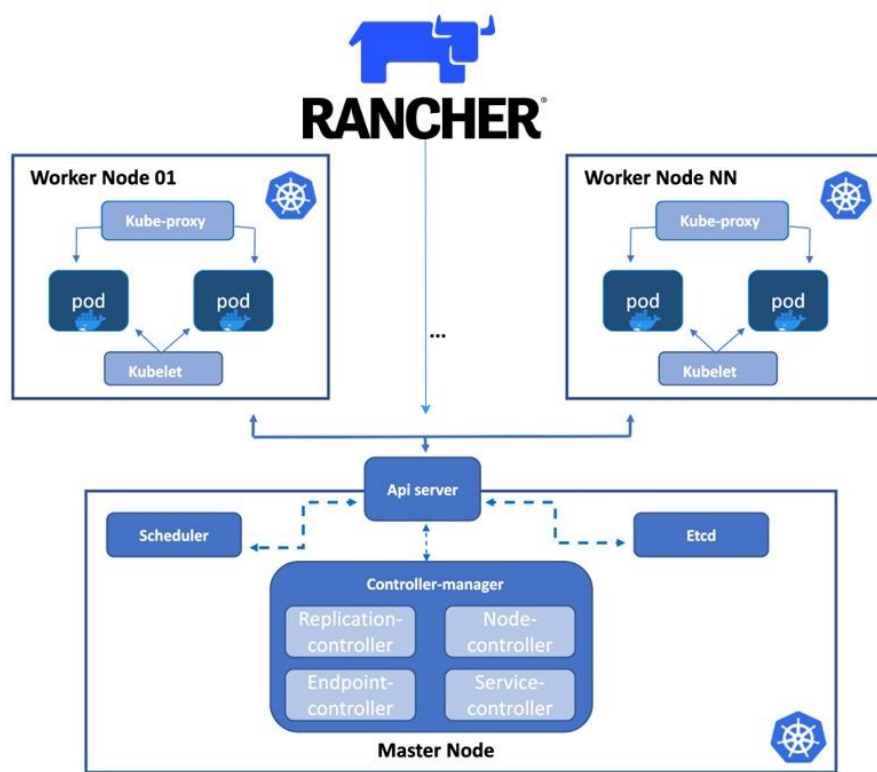 RANCHER®
Worker Node 01
Kube-proxy
pod
pod
Kubelet
...
Worker Node NN
Kube-proxy
pod
pod
Kubelet
Api server
Scheduler
Etcd
Controller-manager
Replication-
controller
Node-
controller
Endpoint-
controller
Service-
controller
Master Node